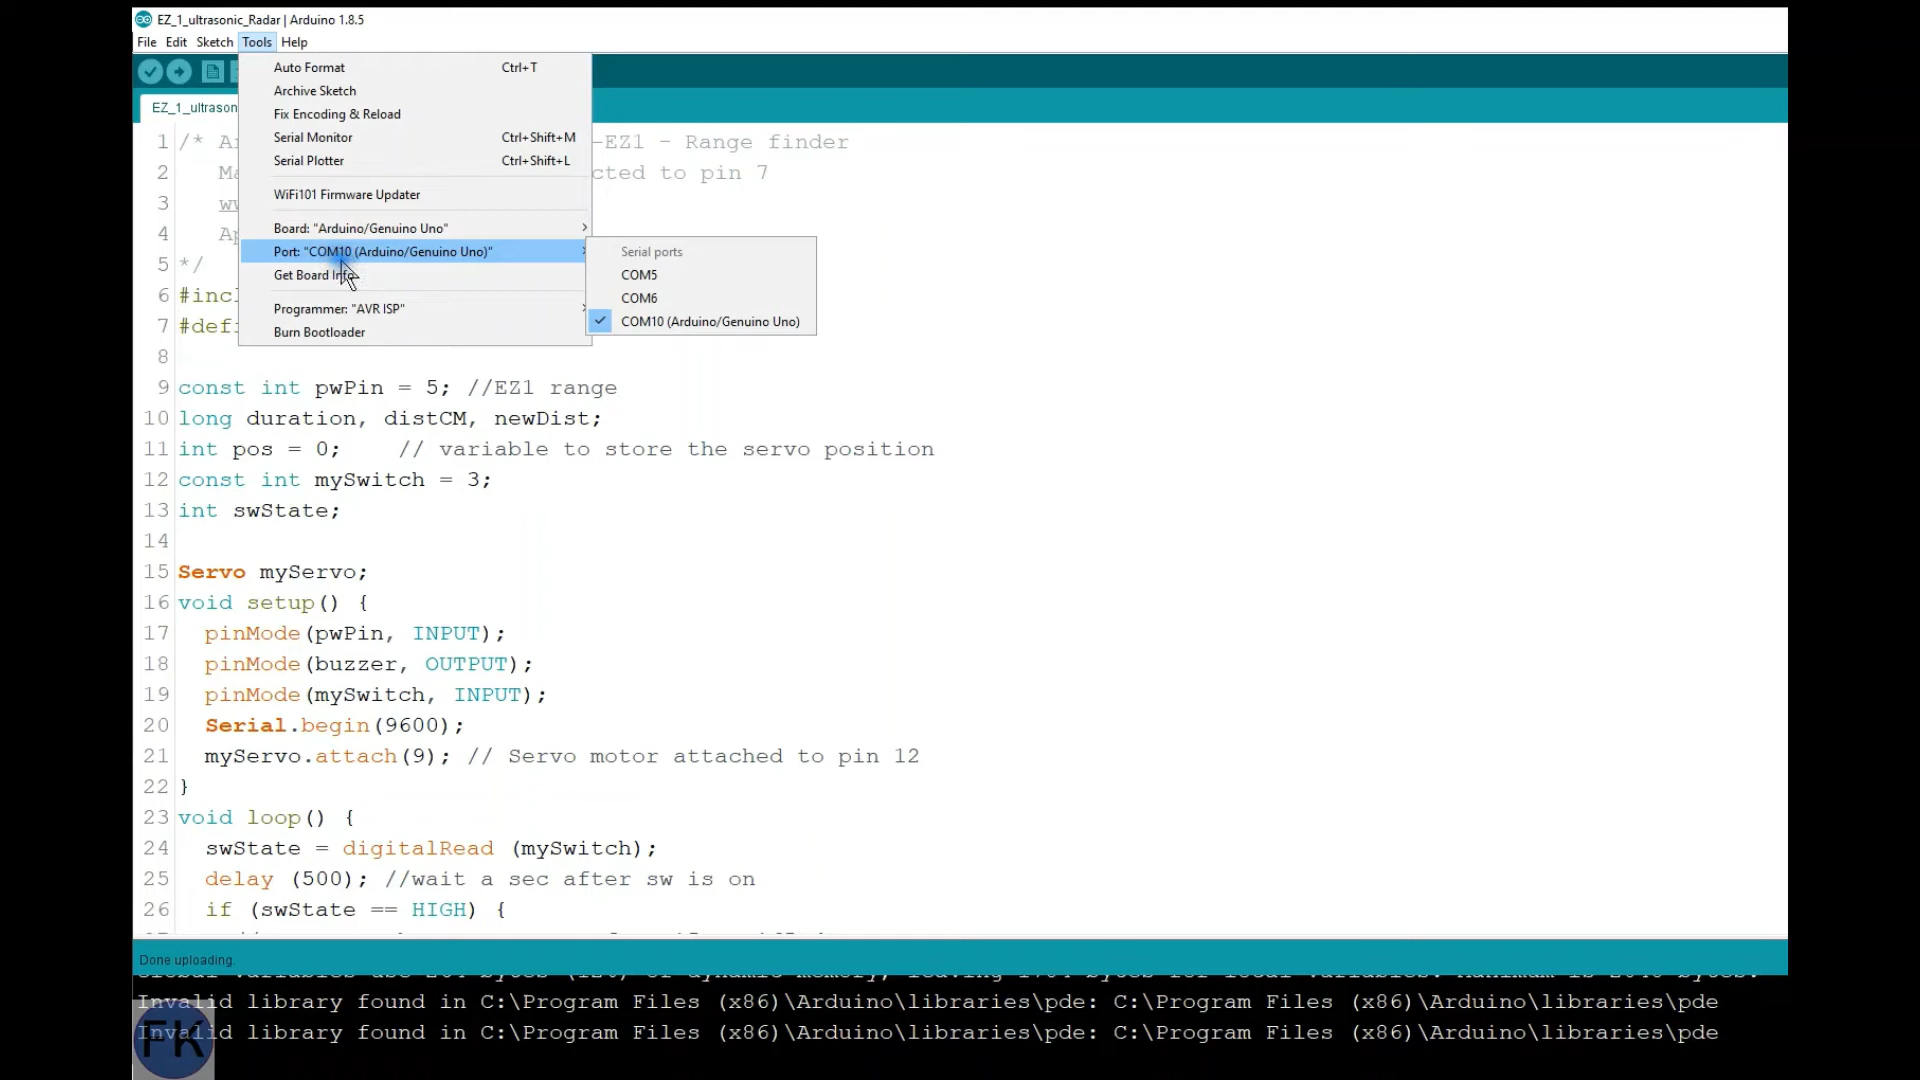 EZ_1_ultrasonic_Radar | Arduino 1.8.5
File Edit Sketch Tools Help
Auto Format Ctrl+T
Archive Sketch
Fix Encoding & Reload
Serial Monitor Ctrl+Shift+M
Serial Plotter Ctrl+Shift+L
WiFi101 Firmware Updater
Board: "Arduino/Genuino Uno"
Port: "COM10 (Arduino/Genuino Uno)"
Get Board Info
Programmer: "AVR ISP"
Burn Bootloader
Serial ports
COM5
COM6
COM10 (Arduino/Genuino Uno)
EZ_1_ultrason
1 /* A -EZ1 - Range finder
2 Ma cted to pin 7
3 ww
4 Ap
5 */
6 #incl
7 #defi
8
9 const int pwPin = 5; //EZ1 range
10 long duration, distCM, newDist;
11 int pos = 0; // variable to store the servo position
12 const int mySwitch = 3;
13 int swState;
14
15 Servo myServo;
16 void setup() {
17 pinMode(pwPin, INPUT);
18 pinMode(buzzer, OUTPUT);
19 pinMode(mySwitch, INPUT);
20 Serial.begin(9600);
21 myServo.attach(9); // Servo motor attached to pin 12
22 }
23 void loop() {
24 swState = digitalRead (mySwitch);
25 delay (500); //wait a sec after sw is on
26 if (swState == HIGH) {
Done uploading.
Invalid library found in C:\Program Files (x86)\Arduino\libraries\pde: C:\Program Files (x86)\Arduino\libraries\pde
Invalid library found in C:\Program Files (x86)\Arduino\libraries\pde: C:\Program Files (x86)\Arduino\libraries\pde
FK